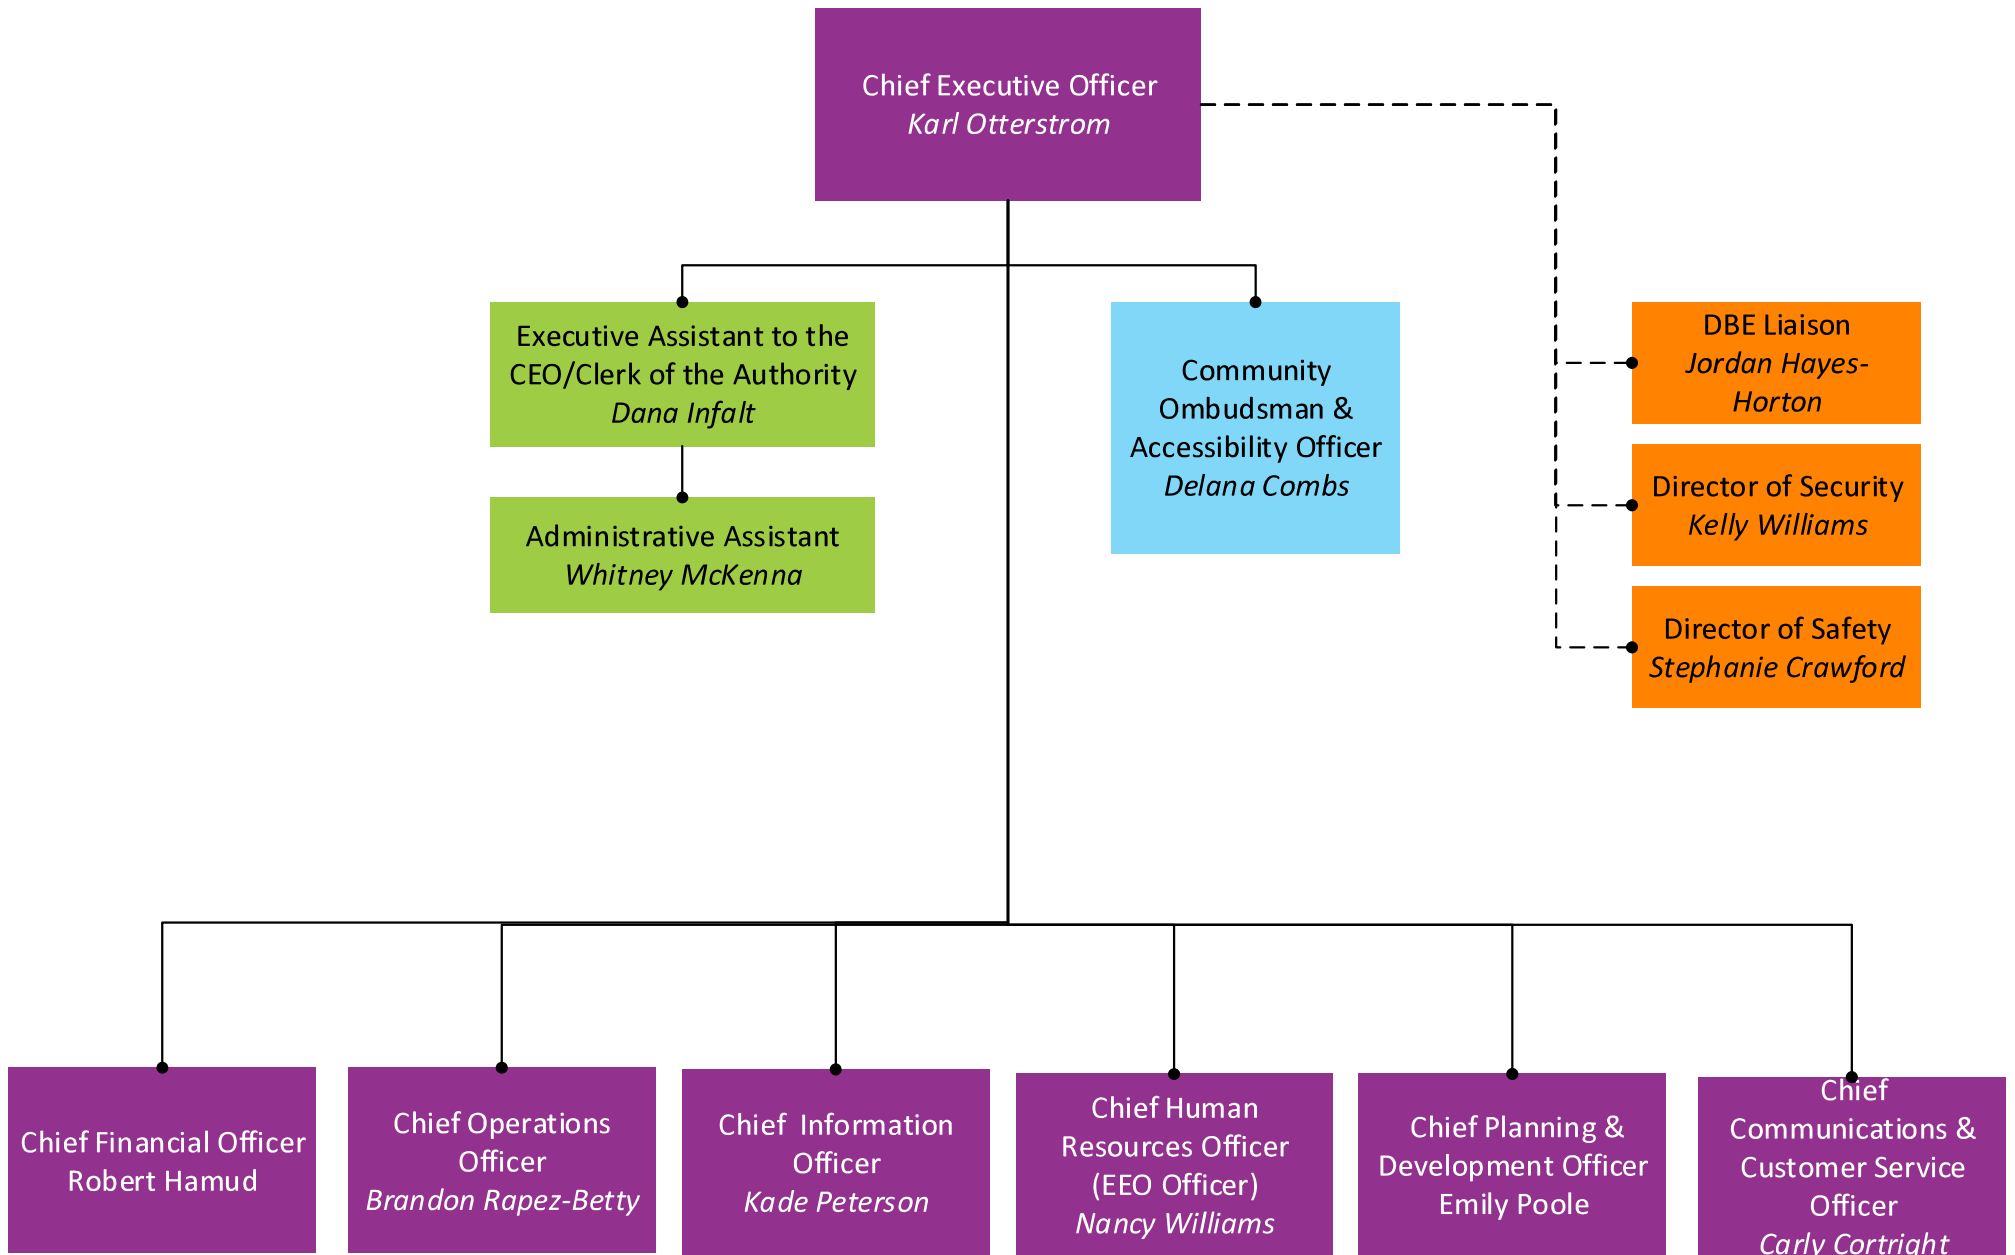 Chief Executive Officer
Karl Otterstrom
Executive Assistant to the
CEO/Clerk of the Authority
Dana Infalt
Administrative Assistant
Whitney McKenna
Community
Ombudsman &
Accessibility Officer
Delana Combs
DBE Liaison
Jordan Hayes-
Horton
Director of Security
Kelly Williams
Director of Safety
Stephanie Crawford
Chief Financial Officer
Robert Hamud
Chief Operations
Officer
Brandon Rapez-Betty
Chief  Information
Officer
Kade Peterson
Chief Human
Resources Officer
(EEO Officer)
Nancy Williams
Chief Planning &
Development Officer
Emily Poole
Chief
Communications &
Customer Service
Officer
Carly Cortright